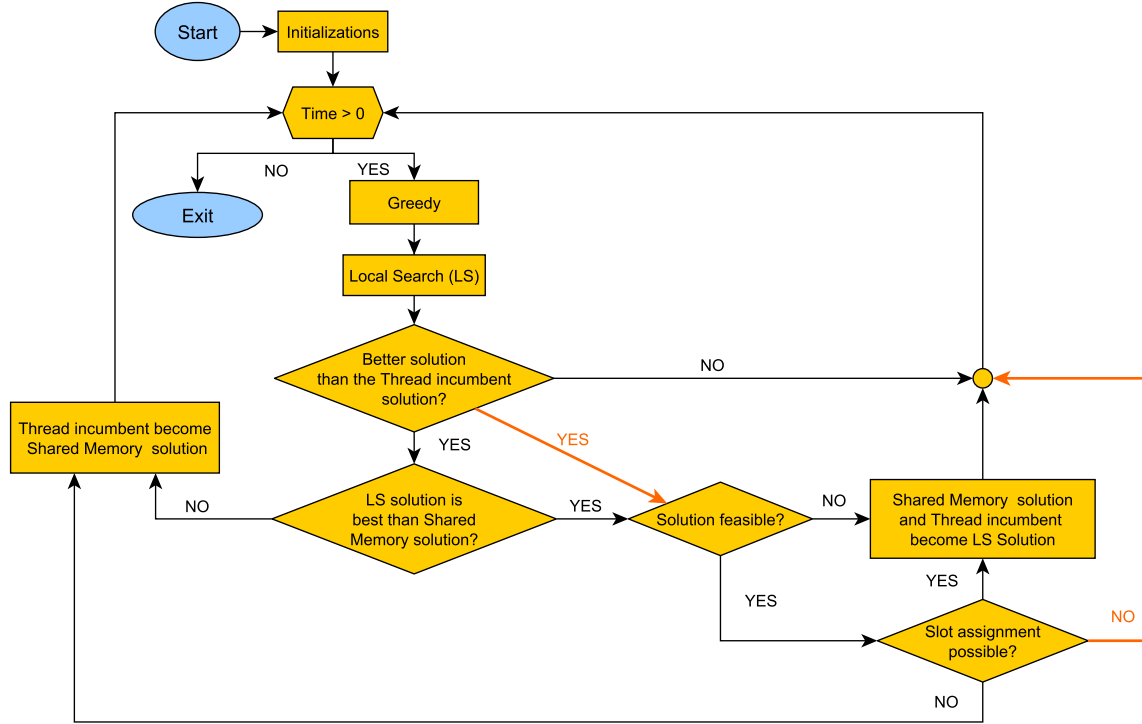 Start
Initializations
Time > 0
NO
YES
Exit
Greedy
Local Search (LS)
Better solution
than the Thread incumbent
solution?
NO
YES
YES
Thread incumbent become
Shared Memory solution
NO
LS solution is
best than Shared
Memory solution?
YES
Solution feasible?
NO
Shared Memory solution
and Thread incumbent
become LS Solution
YES
YES
Slot assignment
possible?
NO
NO